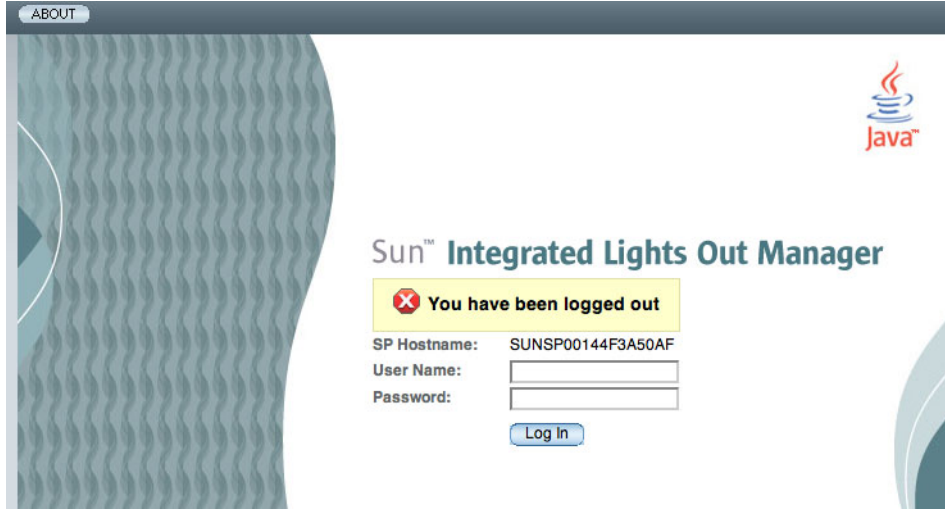 ABOUT
Java™
Sun™ Integrated Lights Out Manager
You have been logged out
SP Hostname: SUNSP00144F3A50AF
User Name:
Password:
Log In